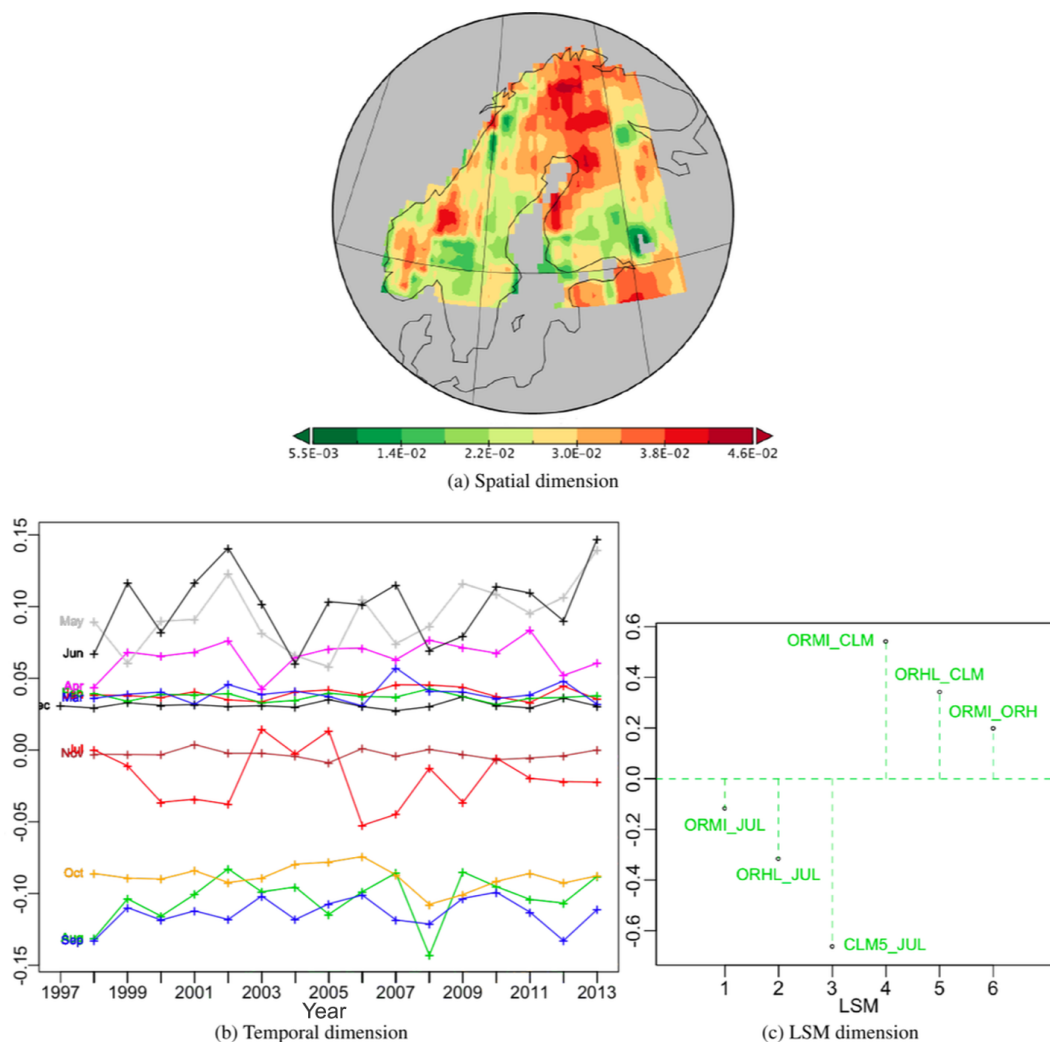 5.5E-03 1.4E-02 2.2E-02 3.0E-02 3.8E-02 4.6E-02
(a) Spatial dimension
0.15
0.10
0.05
0.00
-0.05
-0.10
-0.15
May
Jun
Apr
Mar
ec
Jul
Nov
Oct
Sep
1997 1999 2001 2003 2005 2007 2009 2011 2013
Year
(b) Temporal dimension
0.6
0.4
0.2
0.0
-0.2
-0.4
-0.6
ORMI_CLM
ORHL_CLM
ORMI_ORH
ORMI_JUL
ORHL_JUL
CLM5_JUL
1 2 3 4 5 6
LSM
(c) LSM dimension